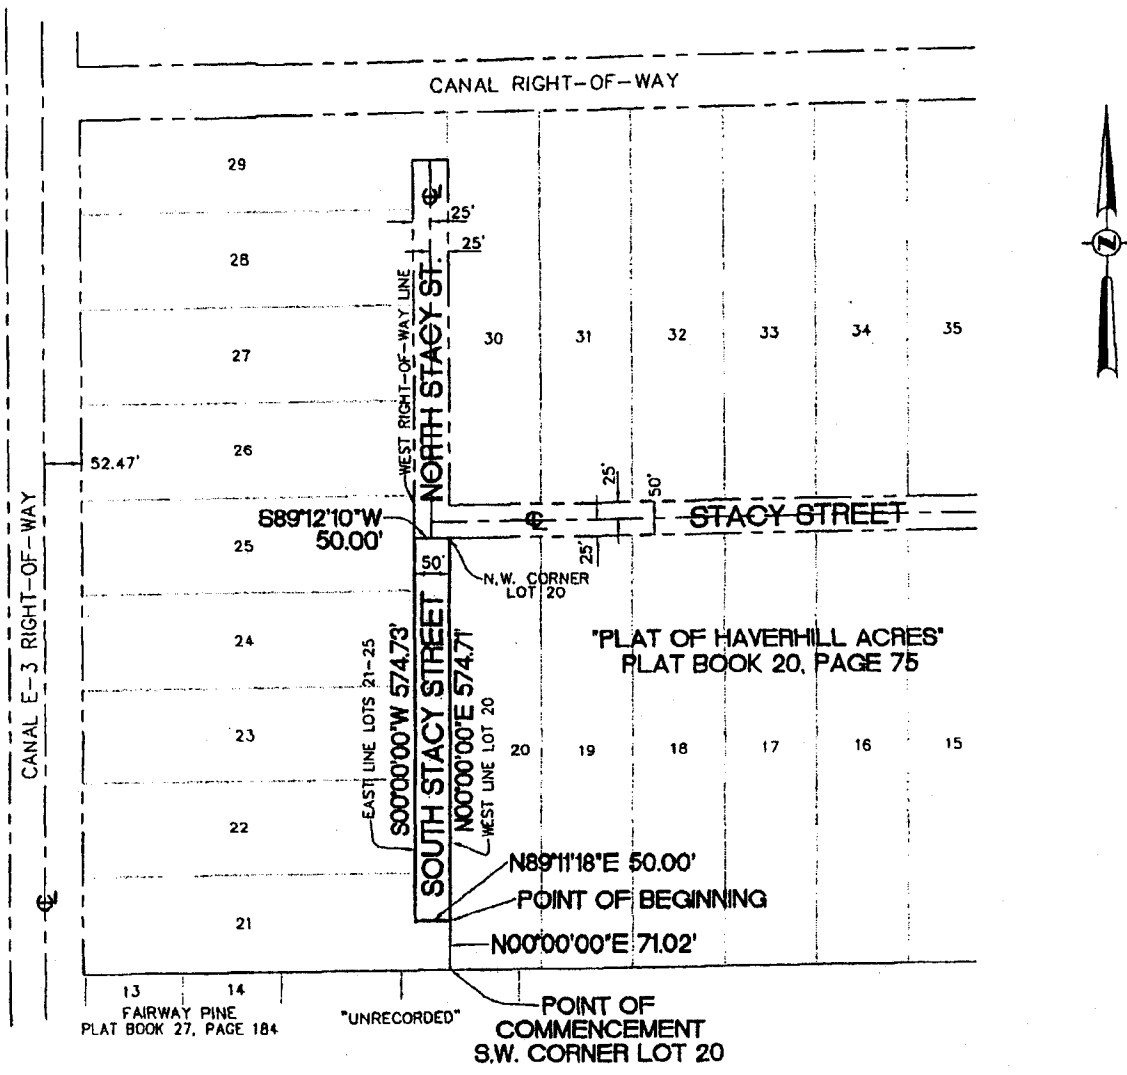 CANAL RIGHT-OF-WAY
29
25'
28
25'
Z
WEST RIGHT-OF-WAY LINE
NORTH STACY ST.
27
30
31
32
33
34
35
26
52.47'
CANAL E-3 RIGHT-OF-WAY
S89°12'10"W
50.00'
25'
50'
STACY STREET
25'
25
50'
N.W. CORNER
LOT 20
24
EAST LINE LOTS 21-25
S00°00'00"W 574.73'
SOUTH STACY STREET
N00°00'00"E 574.71'
WEST LINE LOT 20
"PLAT OF HAVERHILL ACRES"
PLAT BOOK 20, PAGE 75
23
20
19
18
17
16
15
22
N89°11'18"E 50.00'
POINT OF BEGINNING
21
N00°00'00"E 71.02'
13
14
FAIRWAY PINE
PLAT BOOK 27, PAGE 184
"UNRECORDED"
POINT OF
COMMENCEMENT
S.W. CORNER LOT 20